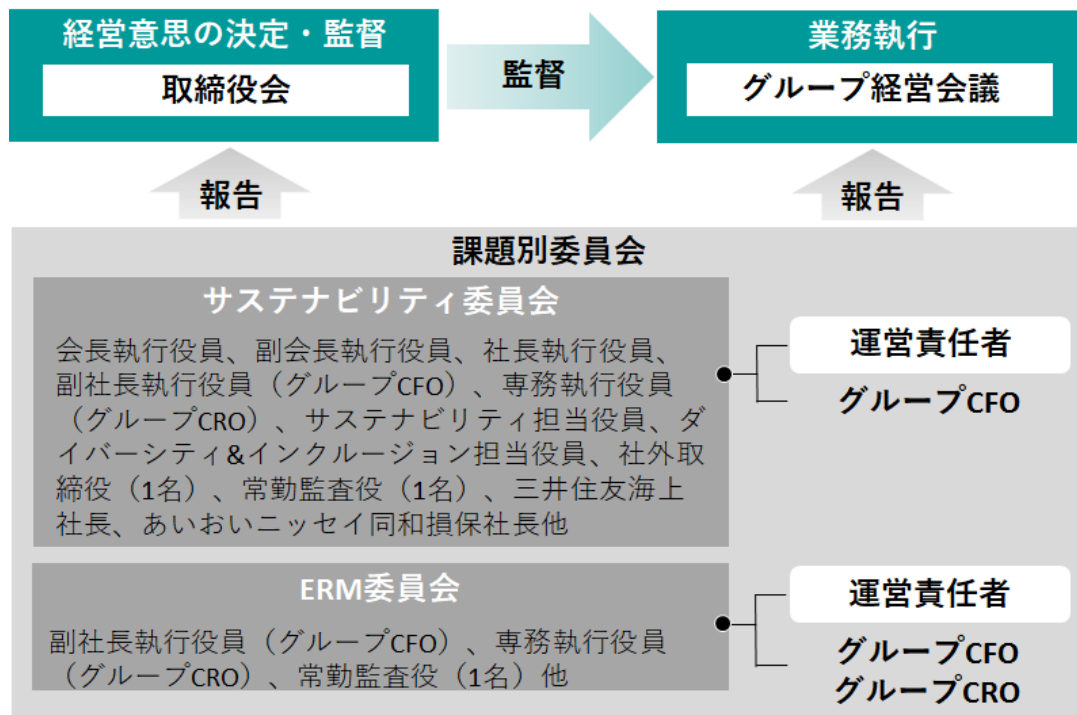 経営意思の決定・監督
取締役会
監督
業務執行
グループ経営会議
報告
報告
課題別委員会
サステナビリティ委員会
会長執行役員、副会長執行役員、社長執行役員、
副社長執行役員（グループCFO）、専務執行役員
（グループCRO）、サステナビリティ担当役員、ダ
イバーシティ&インクルージョン担当役員、社外取
締役（1名）、常勤監査役（1名）、三井住友海上
社長、あいおいニッセイ同和損保社長他
運営責任者
グループCFO
ERM委員会
副社長執行役員（グループCFO）、専務執行役員
（グループCRO）、常勤監査役（1名）他
運営責任者
グループCFO
グループCRO